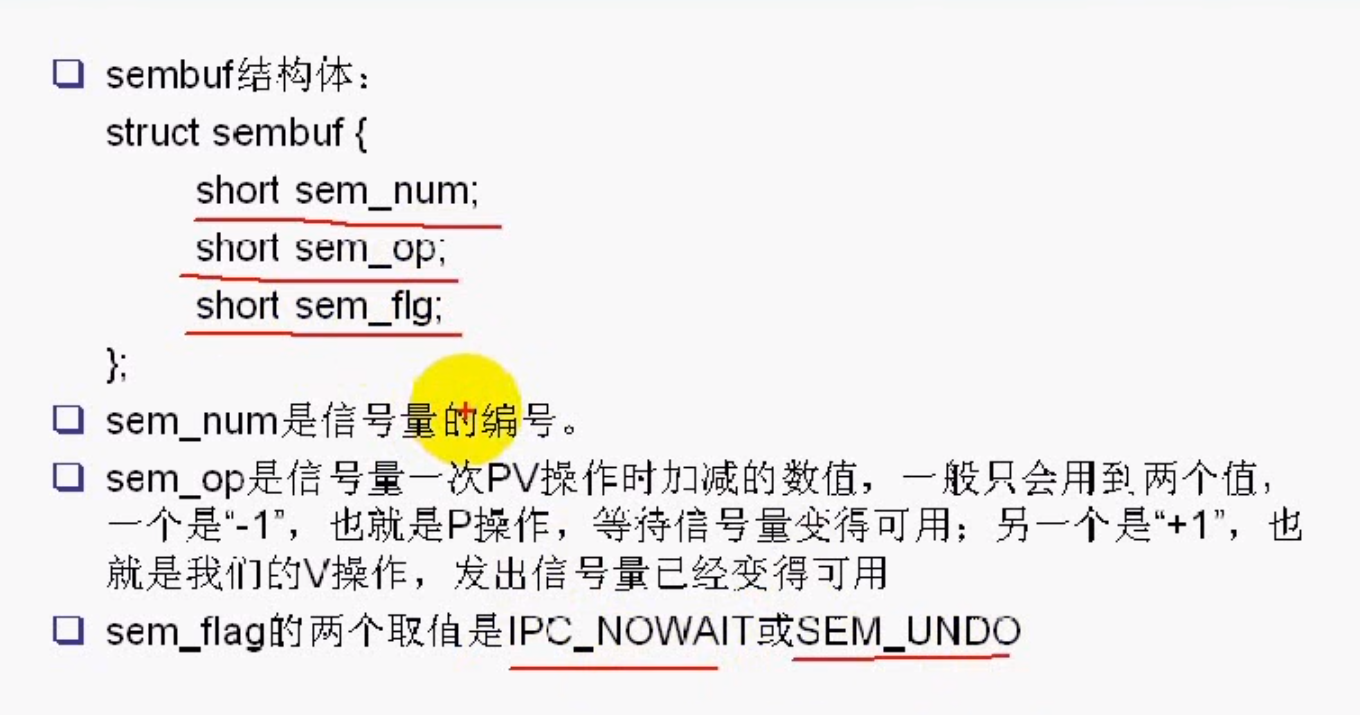 sembuf结构体：
struct sembuf {
short sem_num;
short sem_op;
short sem_flg;
};
sem_num是信号量的编号。
sem_op是信号量一次PV操作时加减的数值，一般只会用到两个值，
一个是“-1”，也就是P操作，等待信号量变得可用；另一个是“+1”，也
就是我们的V操作，发出信号量已经变得可用
sem_flag的两个取值是IPC_NOWAIT或SEM_UNDO